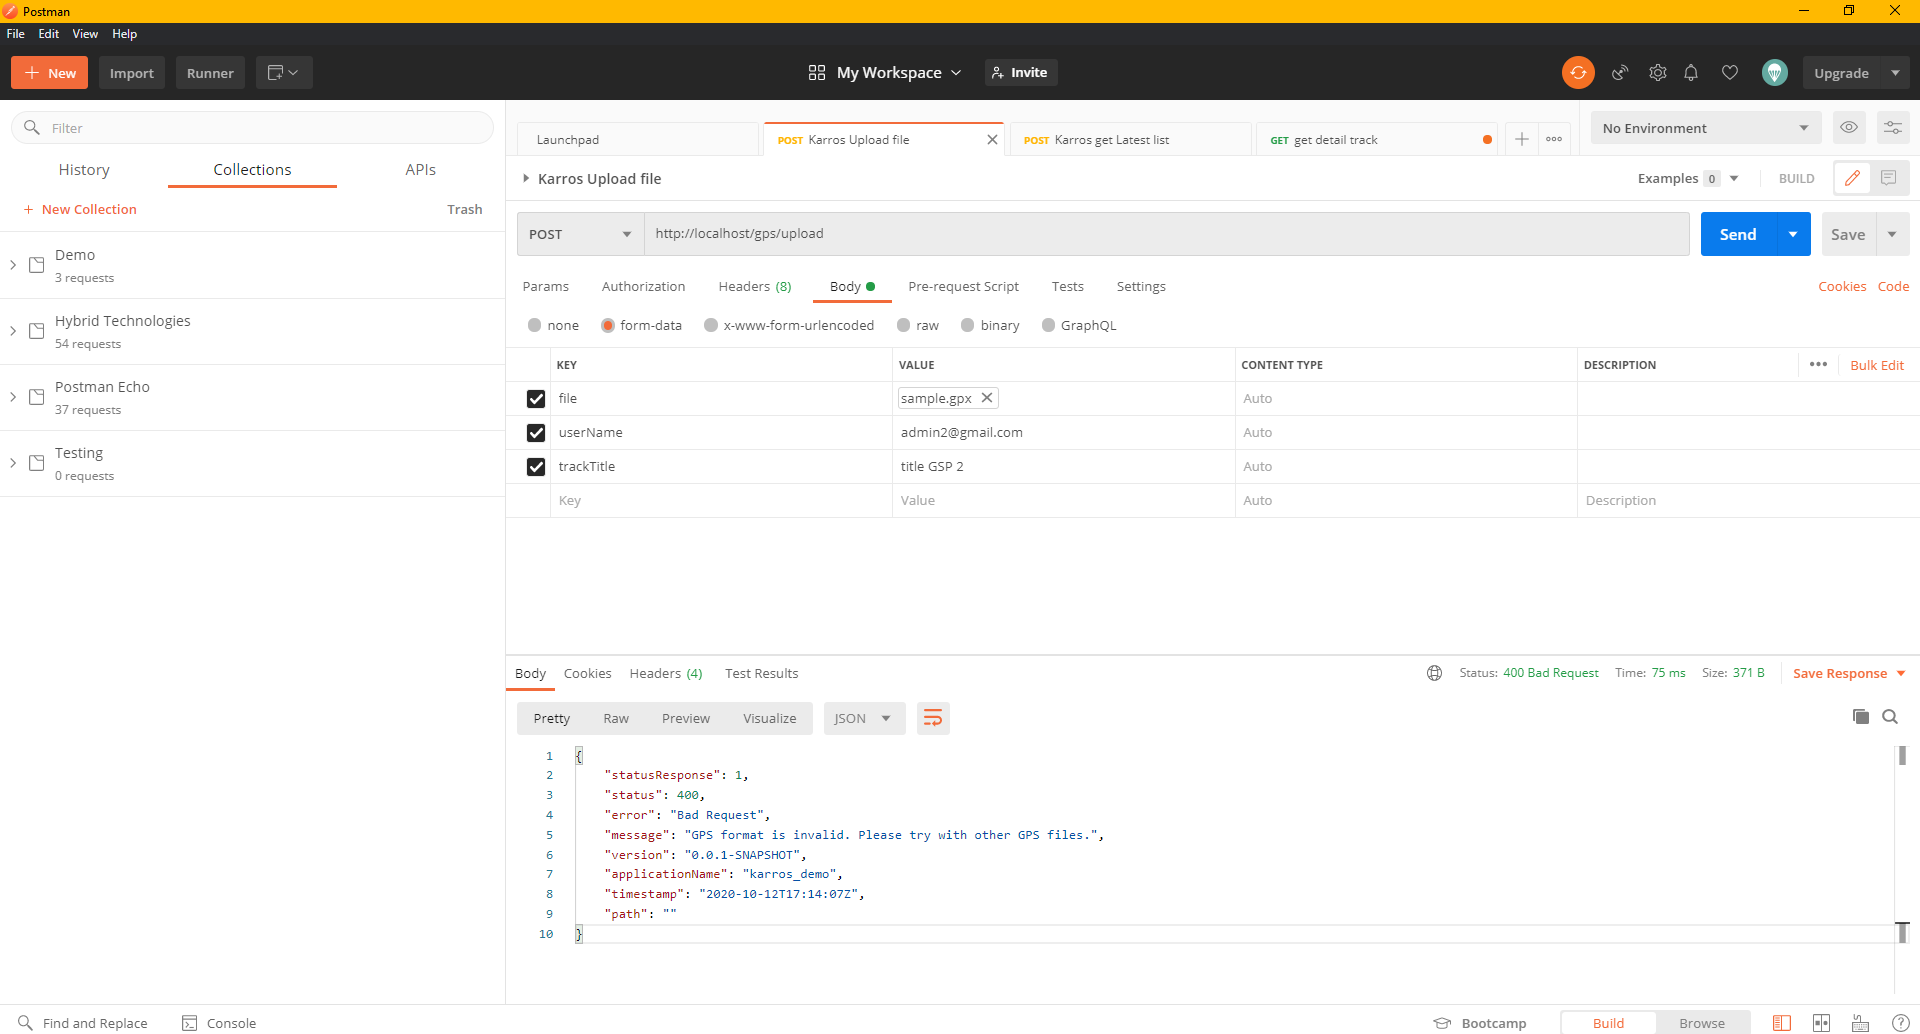 Postman
File Edit View Help
+ New Import Runner My Workspace Invite Upgrade
Filter
History Collections APIs
+ New Collection Trash
Demo
3 requests
Hybrid Technologies
54 requests
Postman Echo
37 requests
Testing
0 requests
Launchpad POST Karros Upload file POST Karros get Latest list GET get detail track No Environment
Karros Upload file Examples 0 BUILD
POST http://localhost/gps/upload Send Save
Params Authorization Headers (8) Body Pre-request Script Tests Settings Cookies Code
none form-data x-www-form-urlencoded raw binary GraphQL
KEY VALUE CONTENT TYPE DESCRIPTION Bulk Edit
file sample.gpx Auto
userName admin2@gmail.com Auto
trackTitle title GSP 2 Auto
Key Value Auto Description
Body Cookies Headers (4) Test Results Status: 400 Bad Request Time: 75 ms Size: 371 B Save Response
Pretty Raw Preview Visualize JSON
1 {
2 "statusResponse": 1,
3 "status": 400,
4 "error": "Bad Request",
5 "message": "GPS format is invalid. Please try with other GPS files.",
6 "version": "0.0.1-SNAPSHOT",
7 "applicationName": "karros_demo",
8 "timestamp": "2020-10-12T17:14:07Z",
9 "path": ""
10 }
Find and Replace Console Bootcamp Build Browse